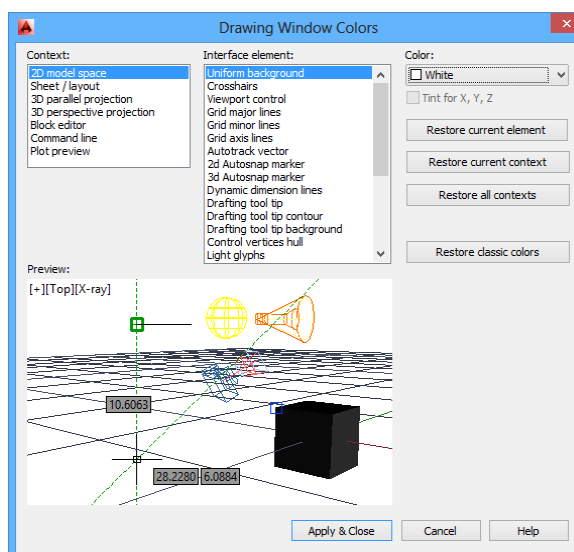 Drawing Window Colors
Context:
2D model space
Sheet / layout
3D parallel projection
3D perspective projection
Block editor
Command line
Plot preview
Interface element:
Uniform background
Crosshairs
Viewport control
Grid major lines
Grid minor lines
Grid axis lines
Autotrack vector
2d Autosnap marker
3d Autosnap marker
Dynamic dimension lines
Drafting tool tip
Drafting tool tip contour
Drafting tool tip background
Control vertices hull
Light glyphs
Color:
White
Tint for X, Y, Z
Restore current element
Restore current context
Restore all contexts
Restore classic colors
Preview:
[+][Top][X-ray]
10.6063
28.2280 6.0884
Apply & Close Cancel Help